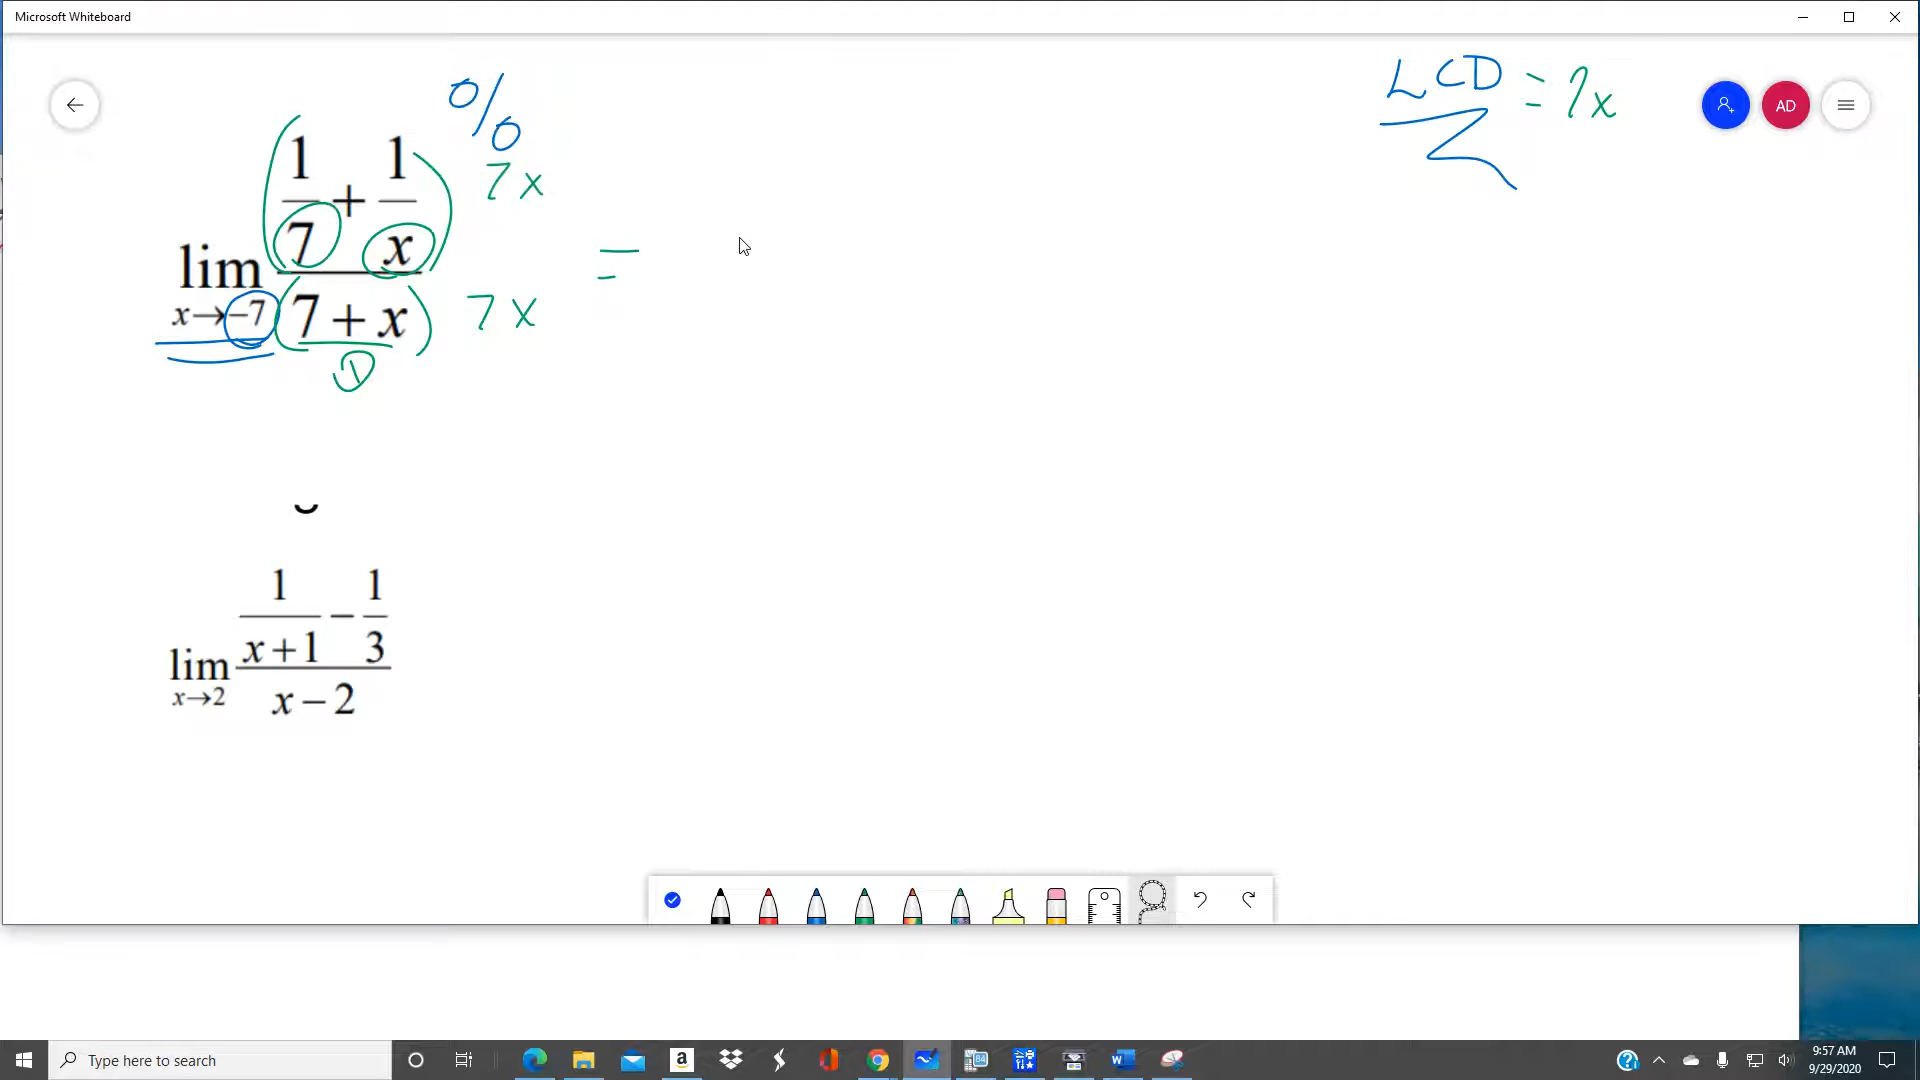 Microsoft Whiteboard
LCD = 7x
AD
0/0
lim x→-7 (1/7 + 1/x) 7x
(7 + x) 7x =
1
lim x→2 1/(x+1) − 1/3
x − 2
Type here to search
9:57 AM
9/29/2020